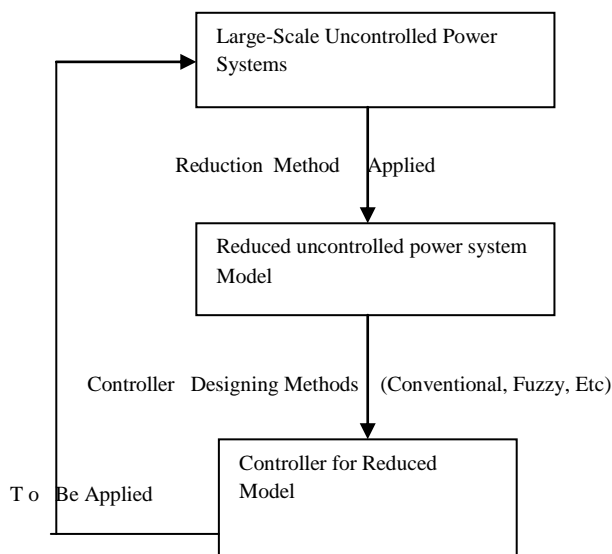 Large-Scale Uncontrolled Power
Systems
Reduction Method Applied
Reduced uncontrolled power system
Model
Controller Designing Methods (Conventional, Fuzzy, Etc)
Controller for Reduced
Model
T o Be Applied